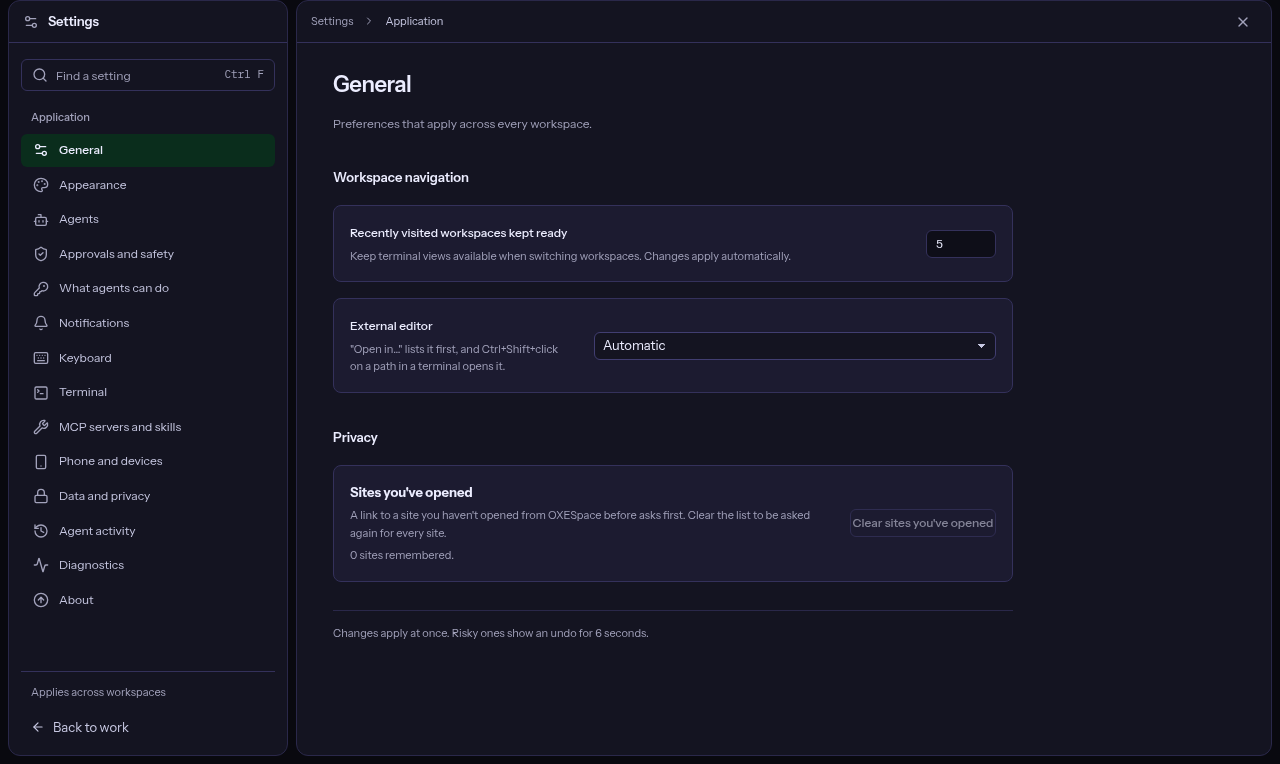 Settings
Settings > Application
Find a setting
Ctrl F
Application
General
Appearance
Agents
Approvals and safety
What agents can do
Notifications
Keyboard
Terminal
MCP servers and skills
Phone and devices
Data and privacy
Agent activity
Diagnostics
About
Applies across workspaces
Back to work
General
Preferences that apply across every workspace.
Workspace navigation
Recently visited workspaces kept ready
Keep terminal views available when switching workspaces. Changes apply automatically.
5
External editor
"Open in..." lists it first, and Ctrl+Shift+click
on a path in a terminal opens it.
Automatic
Privacy
Sites you've opened
A link to a site you haven't opened from OXESpace before asks first. Clear the list to be asked
again for every site.
0 sites remembered.
Clear sites you've opened
Changes apply at once. Risky ones show an undo for 6 seconds.